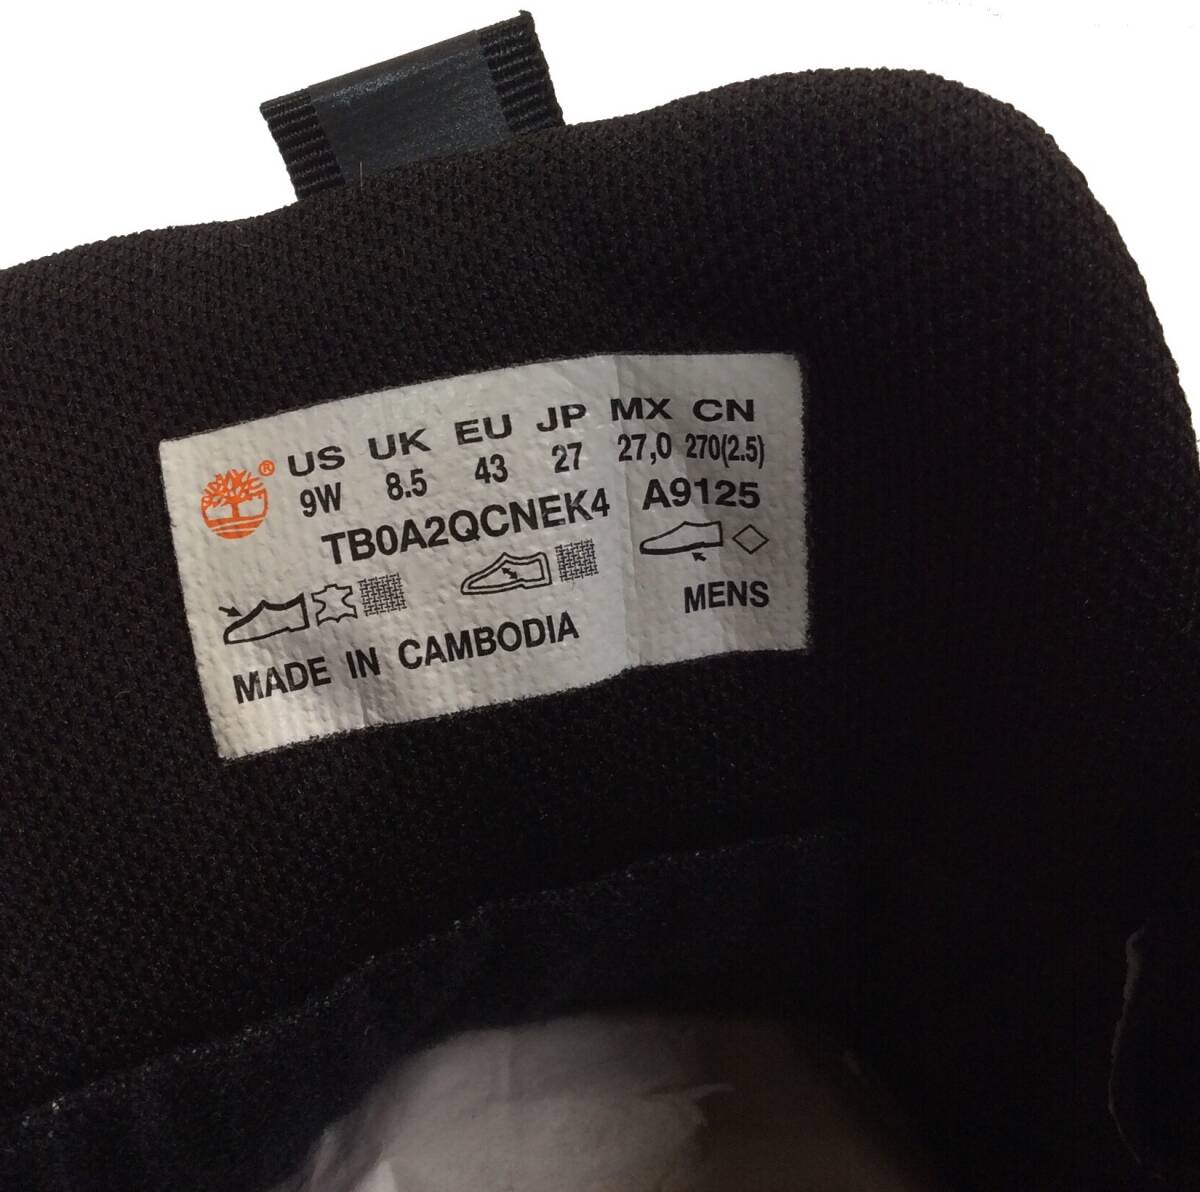 ® US UK EU JP MX CN
9W 8.5 43 27 27,0 270(2.5)
TB0A2QCNEK4 A9125
MENS
MADE IN CAMBODIA